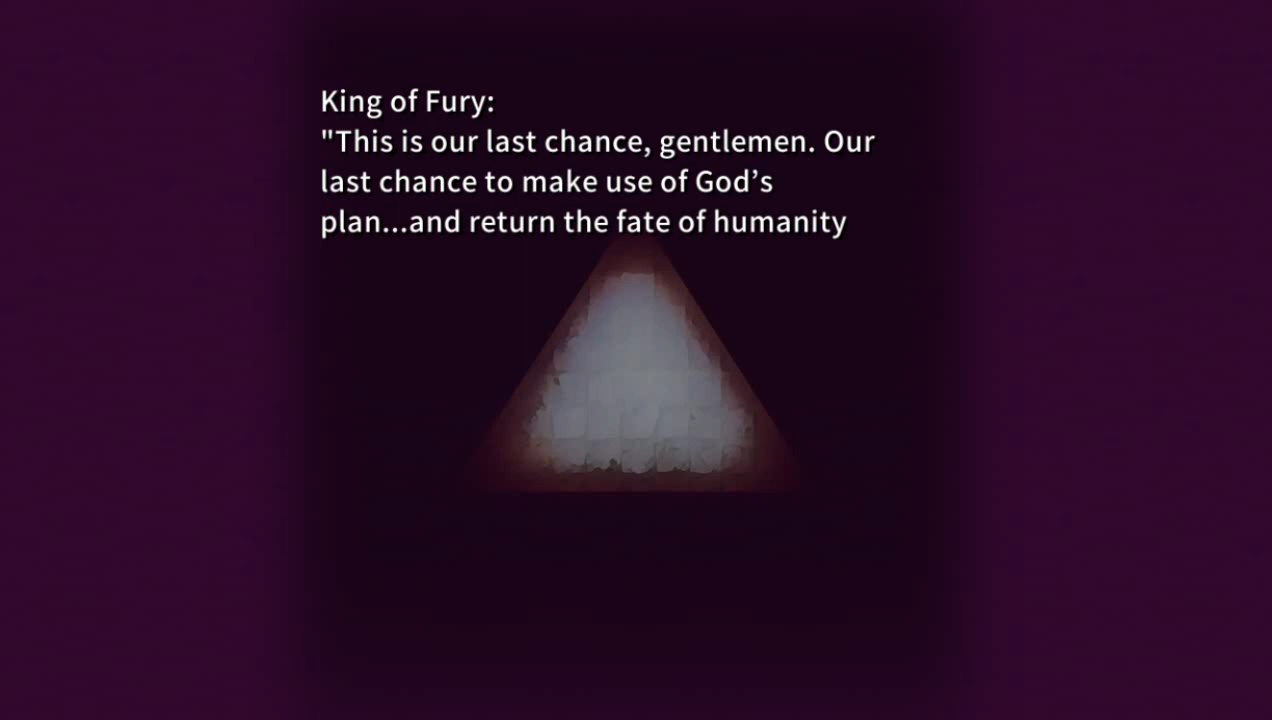 King of Fury:
"This is our last chance, gentlemen. Our
last chance to make use of God’s
plan...and return the fate of humanity